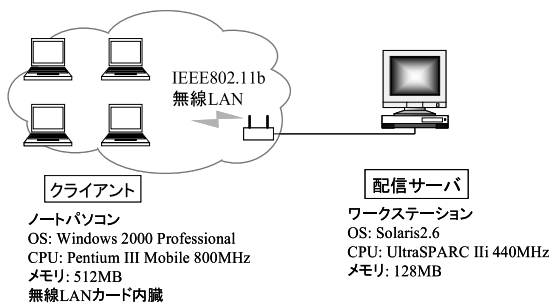 IEEE802.11b
無線LAN
クライアント
ノートパソコン
OS: Windows 2000 Professional
CPU: Pentium III Mobile 800MHz
メモリ: 512MB
無線LANカード内臓
配信サーバ
ワークステーション
OS: Solaris2.6
CPU: UltraSPARC IIi 440MHz
メモリ: 128MB